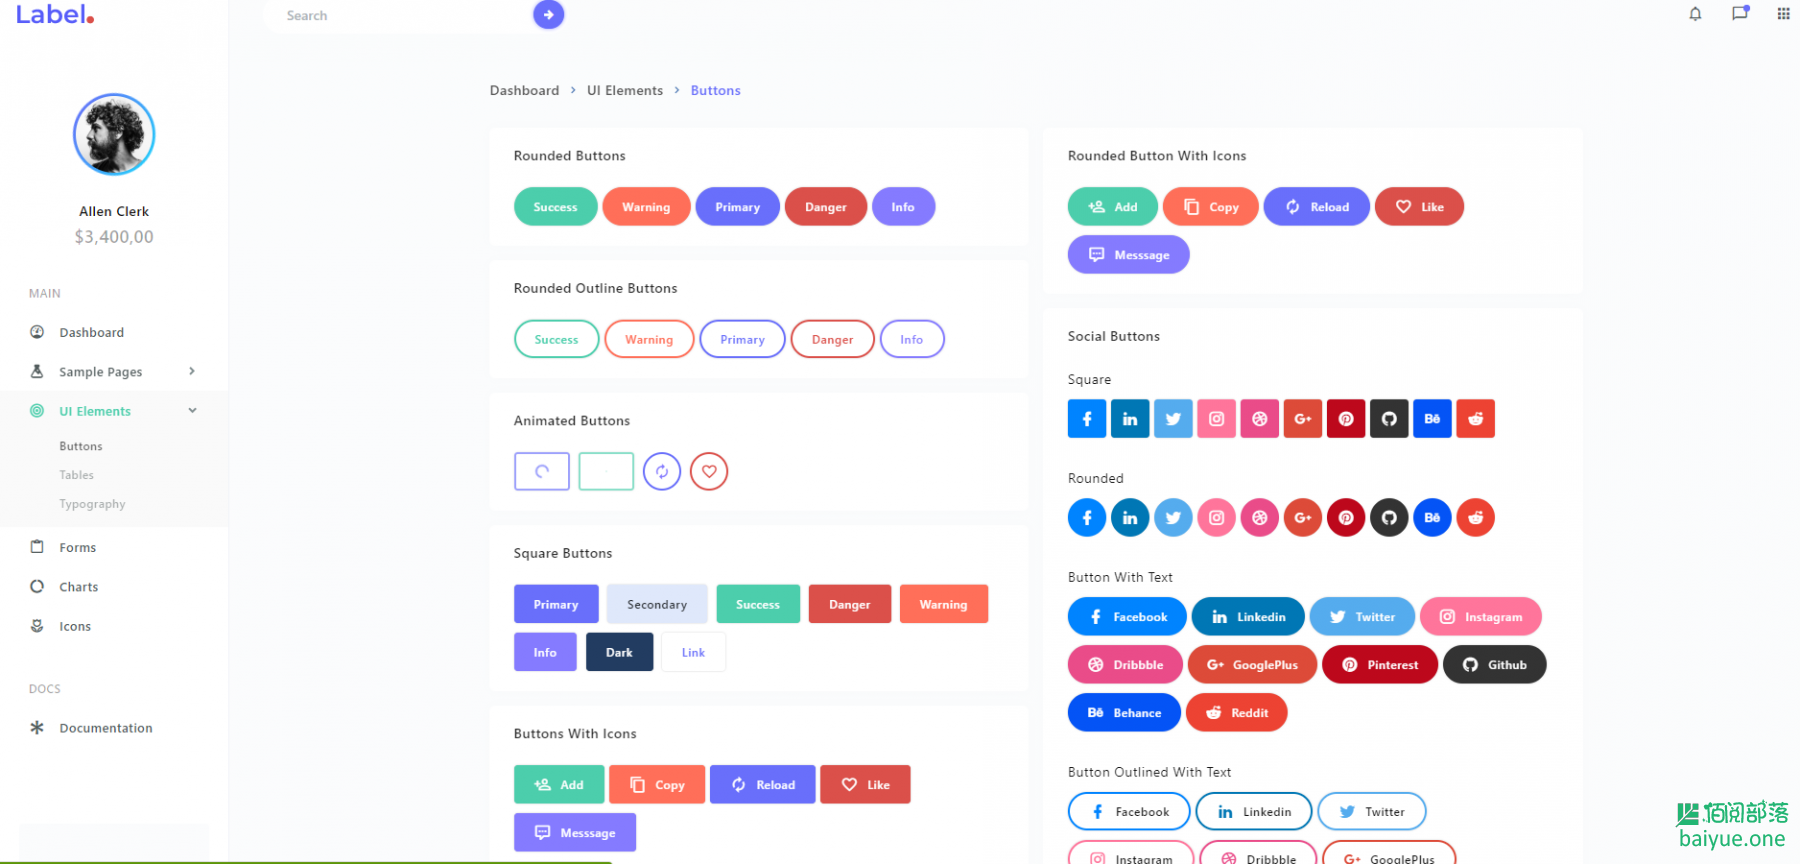 Label.
Search
Allen Clerk
$3,400,00
MAIN
Dashboard
Sample Pages
UI Elements
Buttons
Tables
Typography
Forms
Charts
Icons
DOCS
Documentation
Dashboard > UI Elements > Buttons
Rounded Buttons
Success Warning Primary Danger Info
Rounded Outline Buttons
Success Warning Primary Danger Info
Animated Buttons
Square Buttons
Primary Secondary Success Danger Warning
Info Dark Link
Buttons With Icons
Add Copy Reload Like
Messsage
Rounded Button With Icons
Add Copy Reload Like
Messsage
Social Buttons
Square
Rounded
Button With Text
Facebook Linkedin Twitter Instagram
Dribbble GooglePlus Pinterest Github
Behance Reddit
Button Outlined With Text
Facebook Linkedin Twitter
Instagram Dribbble GooglePlus
佰阅部落
baiyue.one